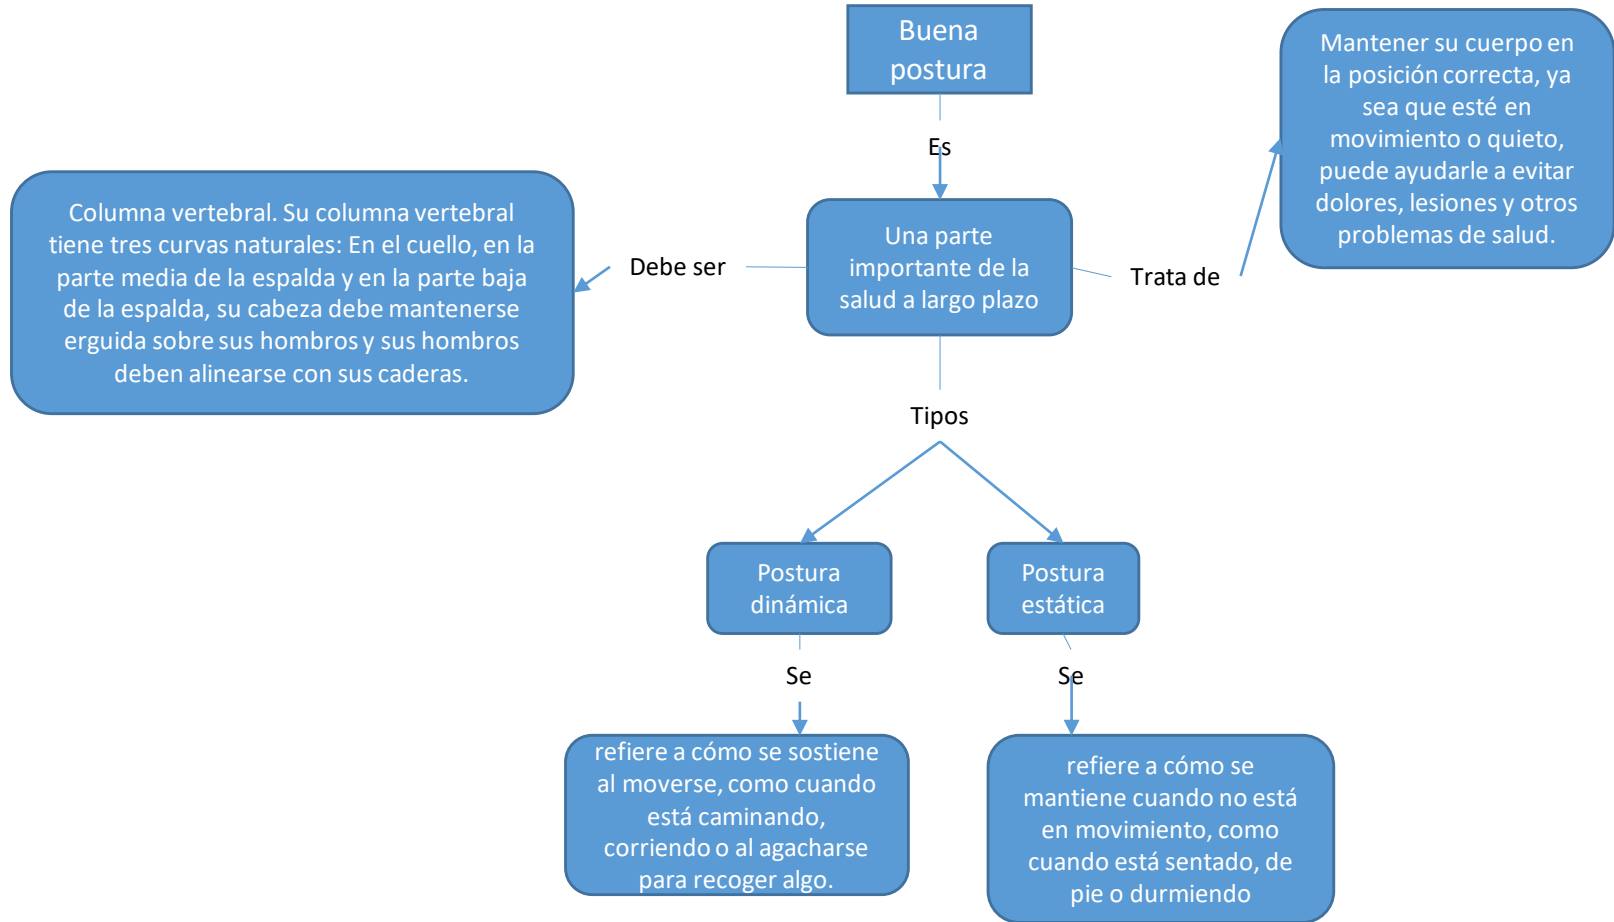 Buena
postura
Es
Una parte
importante de la
salud a largo plazo
Debe ser
Columna vertebral. Su columna vertebral
tiene tres curvas naturales: En el cuello, en la
parte media de la espalda y en la parte baja
de la espalda, su cabeza debe mantenerse
erguida sobre sus hombros y sus hombros
deben alinearse con sus caderas.
Trata de
Mantener su cuerpo en
la posición correcta, ya
sea que esté en
movimiento o quieto,
puede ayudarle a evitar
dolores, lesiones y otros
problemas de salud.
Tipos
Postura
dinámica
Se
refiere a cómo se sostiene
al moverse, como cuando
está caminando,
corriendo o al agacharse
para recoger algo.
Postura
estática
Se
refiere a cómo se
mantiene cuando no está
en movimiento, como
cuando está sentado, de
pie o durmiendo